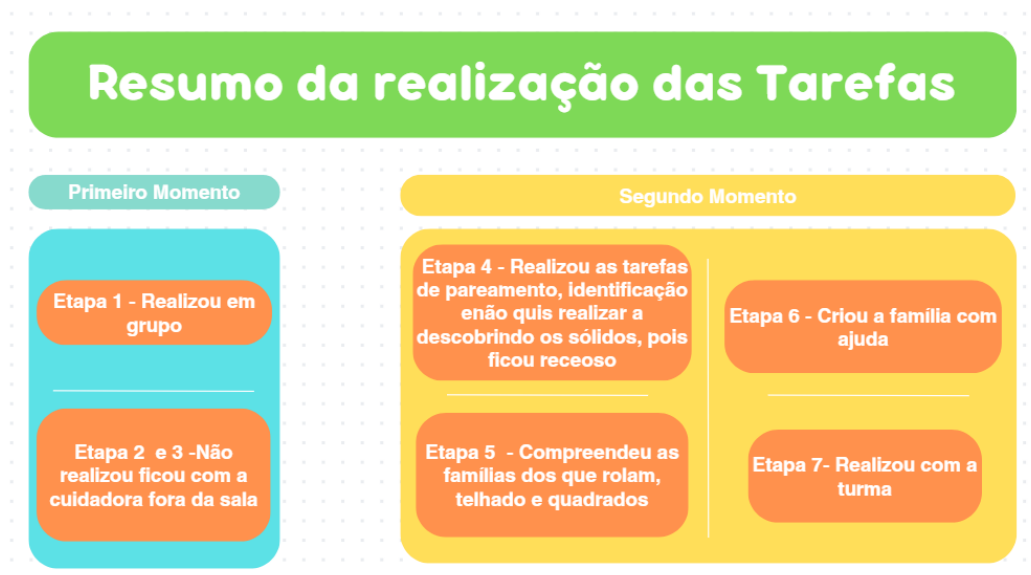 Resumo da realização das Tarefas
Primeiro Momento
Etapa 1 - Realizou em
grupo
Etapa 2  e 3 -Não
realizou ficou com a
cuidadora fora da sala
Segundo Momento
Etapa 4 - Realizou as tarefas
de pareamento, identificação
enão quis realizar a
descobrindo os sólidos, pois
ficou receoso
Etapa 5  - Compreendeu as
famílias dos que rolam,
telhado e quadrados
Etapa 6 - Criou a família com
ajuda
Etapa 7- Realizou com a
turma